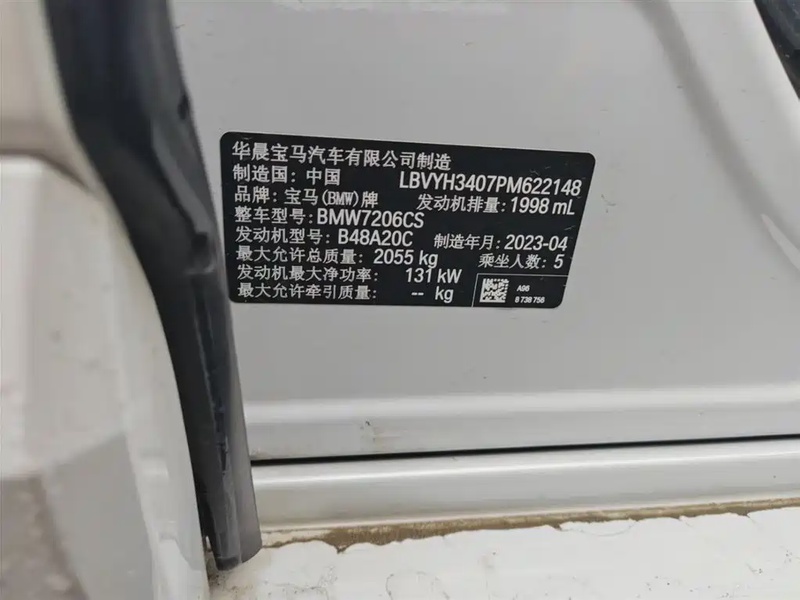 华晨宝马汽车有限公司制造
制造国: 中国 LBVYH3407PM622148
品牌: 宝马(BMW)牌 发动机排量: 1998 mL
整车型号: BMW7206CS
发动机型号: B48A20C 制造年月: 2023-04
最大允许总质量: 2055 kg 乘坐人数: 5
发动机最大净功率: 131 kW
最大允许牵引质量: -- kg
A96
8 738 756